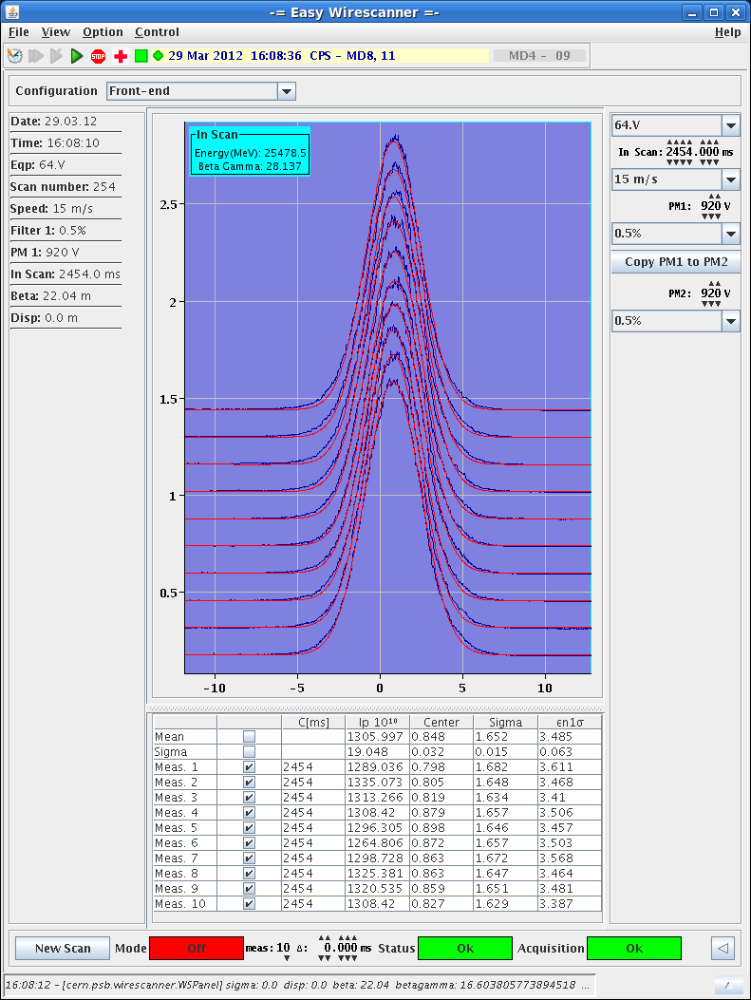 -= Easy Wirescanner =-
File View Option Control Help
STOP 29 Mar 2012 16:08:36 CPS - MD8, 11 MD4 - 09
Configuration Front-end
Date: 29.03.12
Time: 16:08:10
Eqp: 64.V
Scan number: 254
Speed: 15 m/s
Filter 1: 0.5%
PM 1: 920 V
In Scan: 2454.0 ms
Beta: 22.04 m
Disp: 0.0 m
In Scan
Energy(MeV): 25478.5
Beta Gamma: 28.137
2.5
2
1.5
1
0.5
-10 -5 0 5 10
64.V
In Scan: 2454.000 ms
15 m/s
PM1: 920 V
0.5%
Copy PM1 to PM2
PM2: 920 V
0.5%
C[ms] Ip 10¹⁰ Center Sigma εn1σ
Mean 1305.997 0.848 1.652 3.485
Sigma 19.048 0.032 0.015 0.063
Meas. 1 2454 1289.036 0.798 1.682 3.611
Meas. 2 2454 1335.073 0.805 1.648 3.468
Meas. 3 2454 1313.266 0.819 1.634 3.41
Meas. 4 2454 1308.42 0.879 1.657 3.506
Meas. 5 2454 1296.305 0.898 1.646 3.457
Meas. 6 2454 1264.806 0.872 1.657 3.503
Meas. 7 2454 1298.728 0.863 1.672 3.568
Meas. 8 2454 1325.381 0.863 1.647 3.464
Meas. 9 2454 1320.535 0.859 1.651 3.481
Meas. 10 2454 1308.42 0.827 1.629 3.387
New Scan Mode Off meas: 10 Δ: 0.000 ms Status Ok Acquisition Ok
16:08:12 - [cern.psb.wirescanner.WSPanel] sigma: 0.0 disp: 0.0 beta: 22.04 betagamma: 16.603805773894518 ...